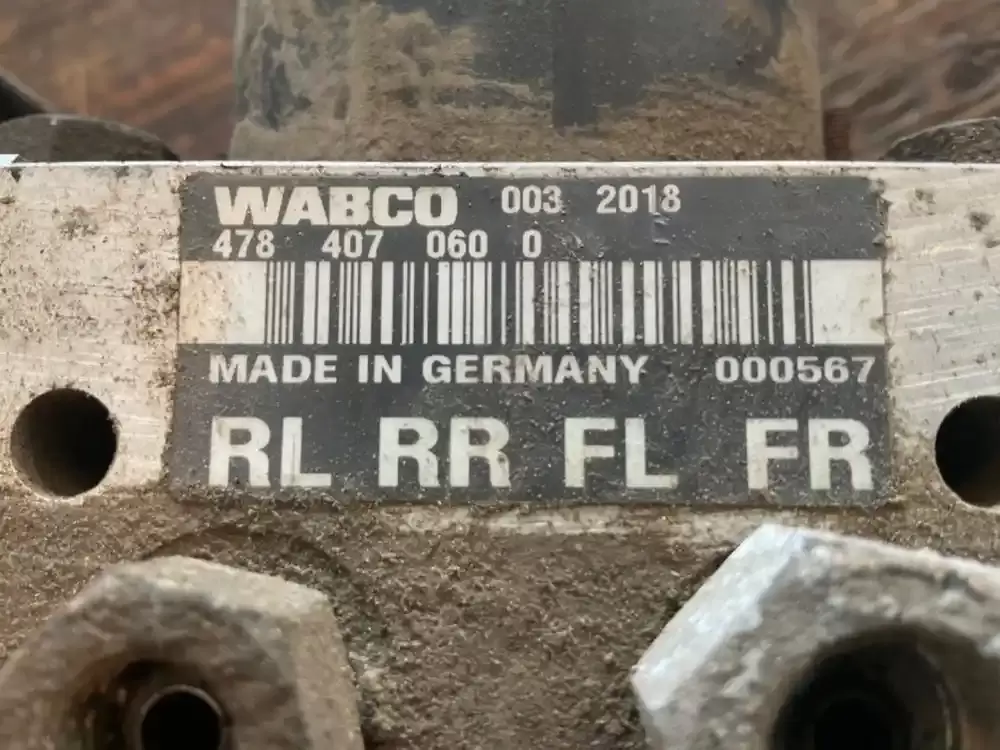 WABCO 003 2018
478 407 060 0
MADE IN GERMANY 000567
RL RR FL FR